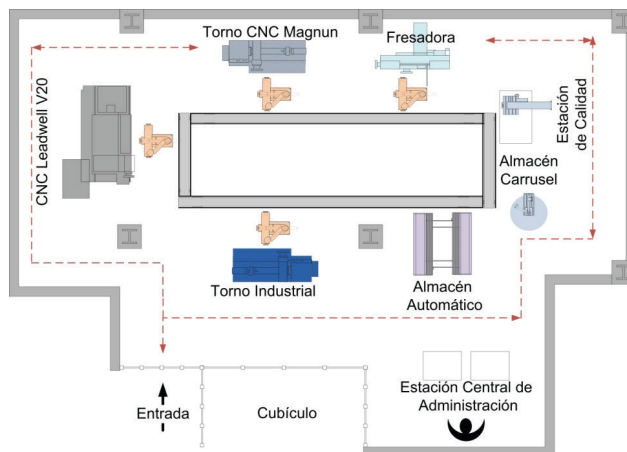 Torno CNC Magnun
Fresadora
CNC Leadwell V20
Estación
de Calidad
Almacén
Carrusel
Torno Industrial
Almacén
Automático
Estación Central de
Administración
Entrada
Cubículo